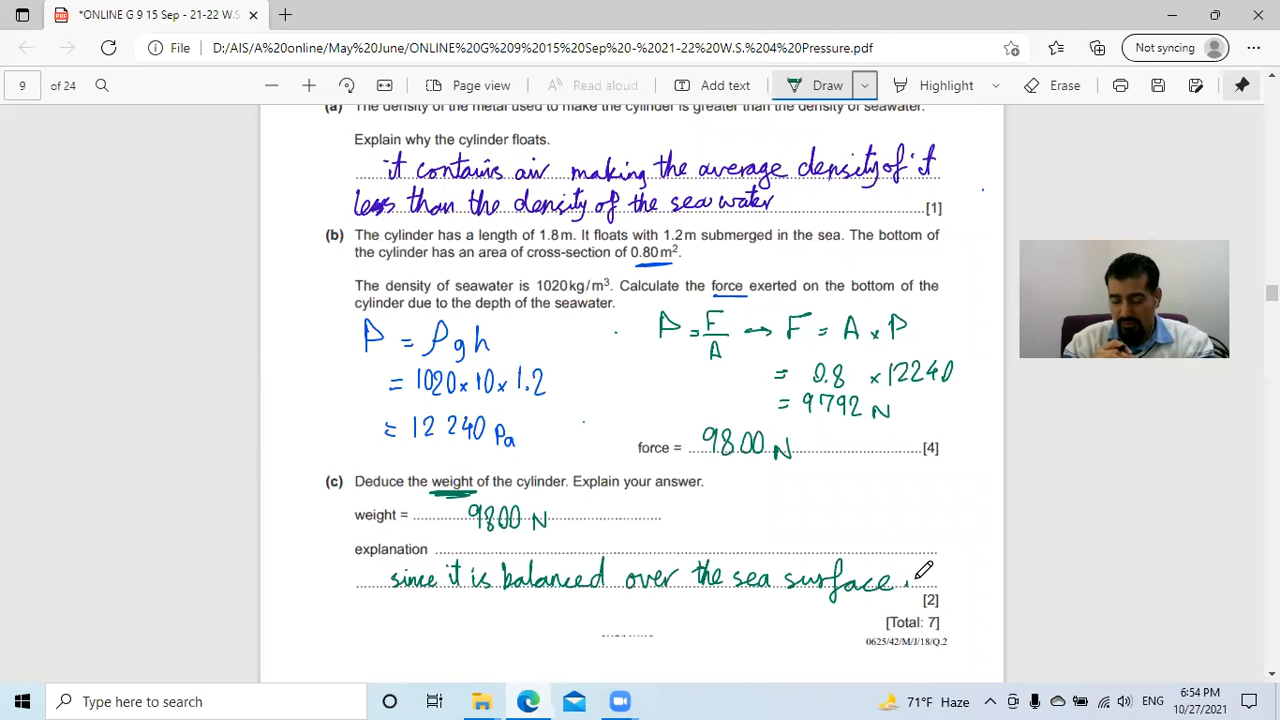 *ONLINE G 9 15 Sep - 21-22 W.S.
File
D:/AIS/A online/May June/ONLINE%20G%209%2015%20Sep%20-%2021-22%20W.S.%204%20Pressure.pdf
Not syncing
9 of 24
Page view
Read aloud
Add text
Draw
Highlight
Erase
(a) The density of the metal used to make the cylinder is greater than the density of seawater.
Explain why the cylinder floats.
it contains air making the average density of it
less than the density of the sea water
[1]
(b) The cylinder has a length of 1.8 m. It floats with 1.2 m submerged in the sea. The bottom of
the cylinder has an area of cross-section of 0.80 m².
The density of seawater is 1020 kg/m³. Calculate the force exerted on the bottom of the
cylinder due to the depth of the seawater.
P = ρgh
= 1020 × 10 × 1.2
= 12 240 Pa
P = F/A → F = A × P
= 0.8 × 12240
= 9792 N
force = 9800 N [4]
(c) Deduce the weight of the cylinder. Explain your answer.
weight = 9800 N
explanation
since it is balanced over the sea surface.
[2]
[Total: 7]
0625/42/M/J/18/Q.2
Type here to search
71°F Haze
ENG
6:54 PM
10/27/2021